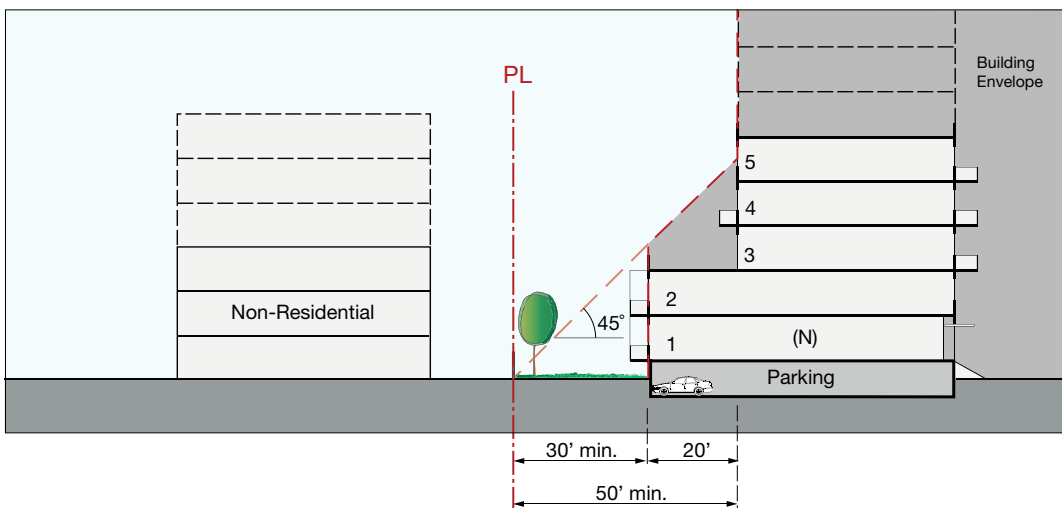 Building
Envelope
PL
5
4
3
2
Non-Residential
45°
1
(N)
Parking
30’ min.
20’
50’ min.